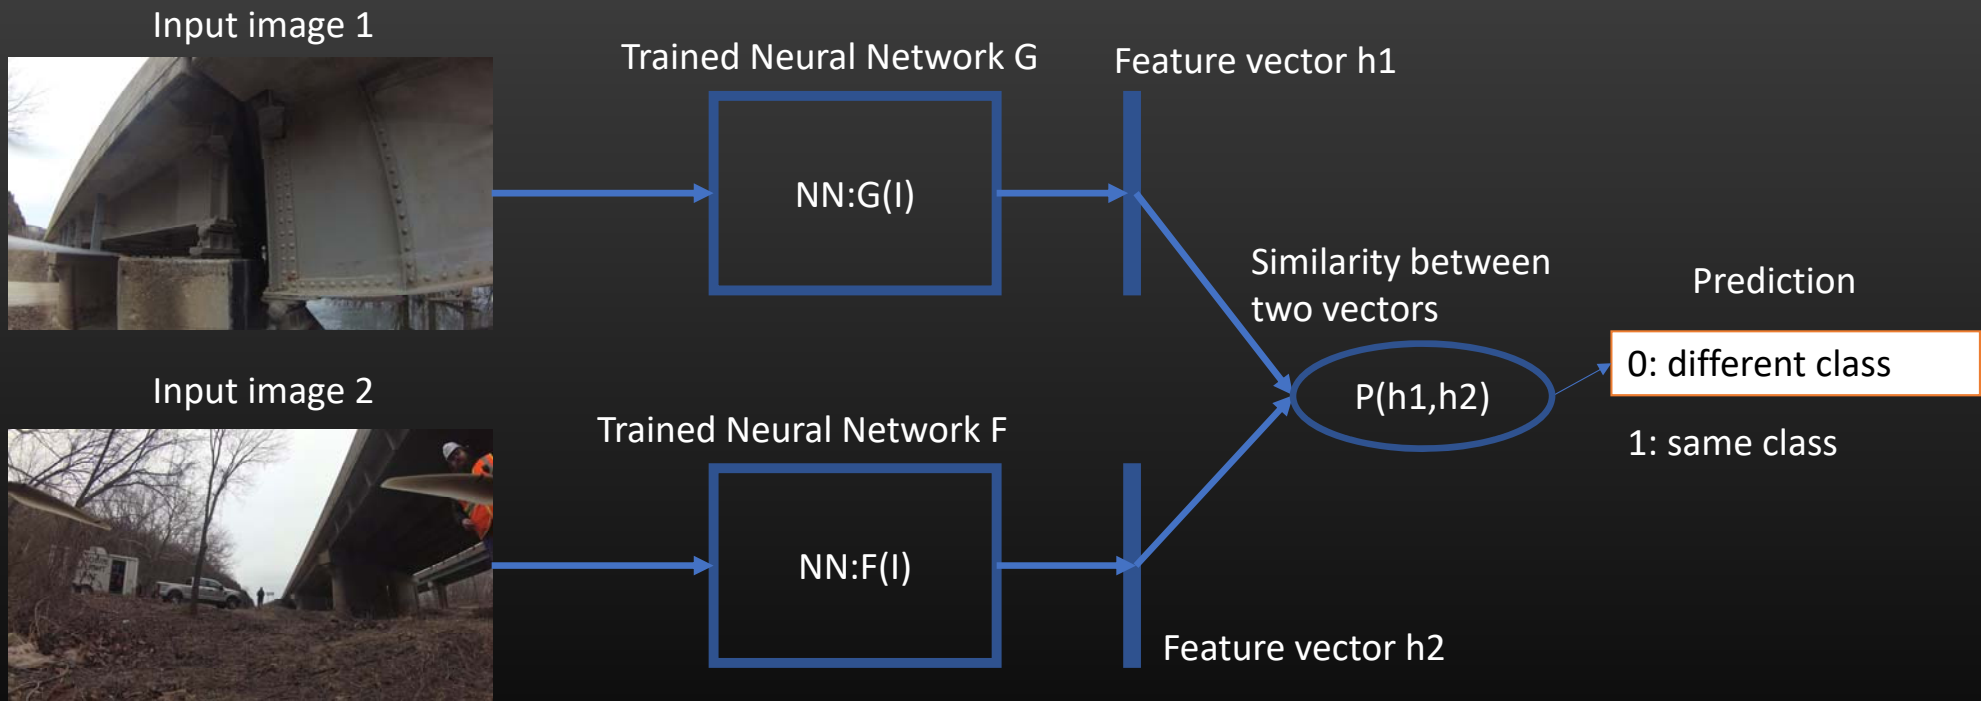 Input image 1
Trained Neural Network G
Feature vector h1
NN:G(I)
Similarity between
two vectors
Prediction
0: different class
P(h1,h2)
1: same class
Input image 2
Trained Neural Network F
NN:F(I)
Feature vector h2